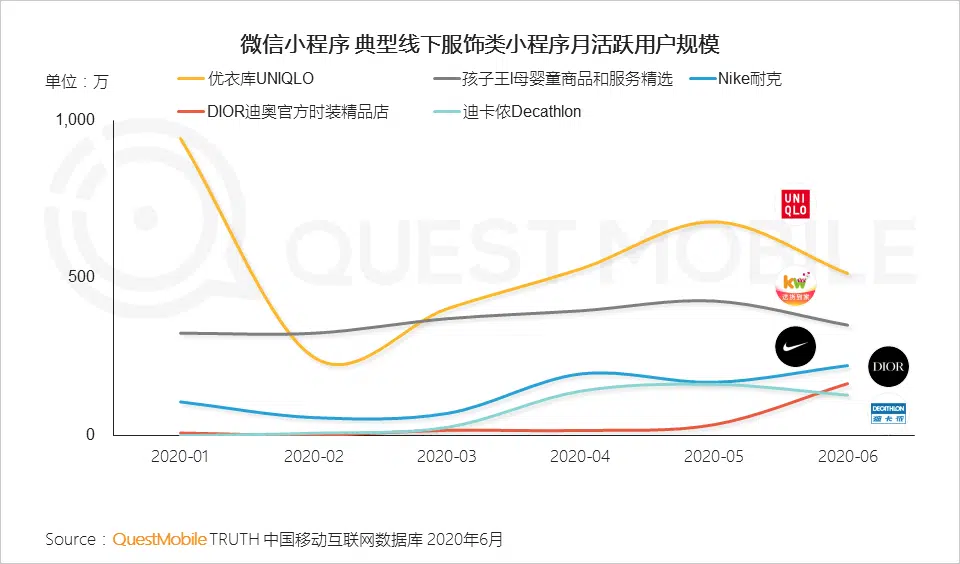 微信小程序 典型线下服饰类小程序月活跃用户规模
单位：万
优衣库UNIQLO
孩子王I母婴童商品和服务精选
Nike耐克
DIOR迪奥官方时装精品店
迪卡侬Decathlon
1,000
500
0
QUEST MOBILE
UNI
QLO
kw
DIOR
DECATHLON
迪卡侬
2020-01
2020-02
2020-03
2020-04
2020-05
2020-06
Source：QuestMobile TRUTH 中国移动互联网数据库 2020年6月